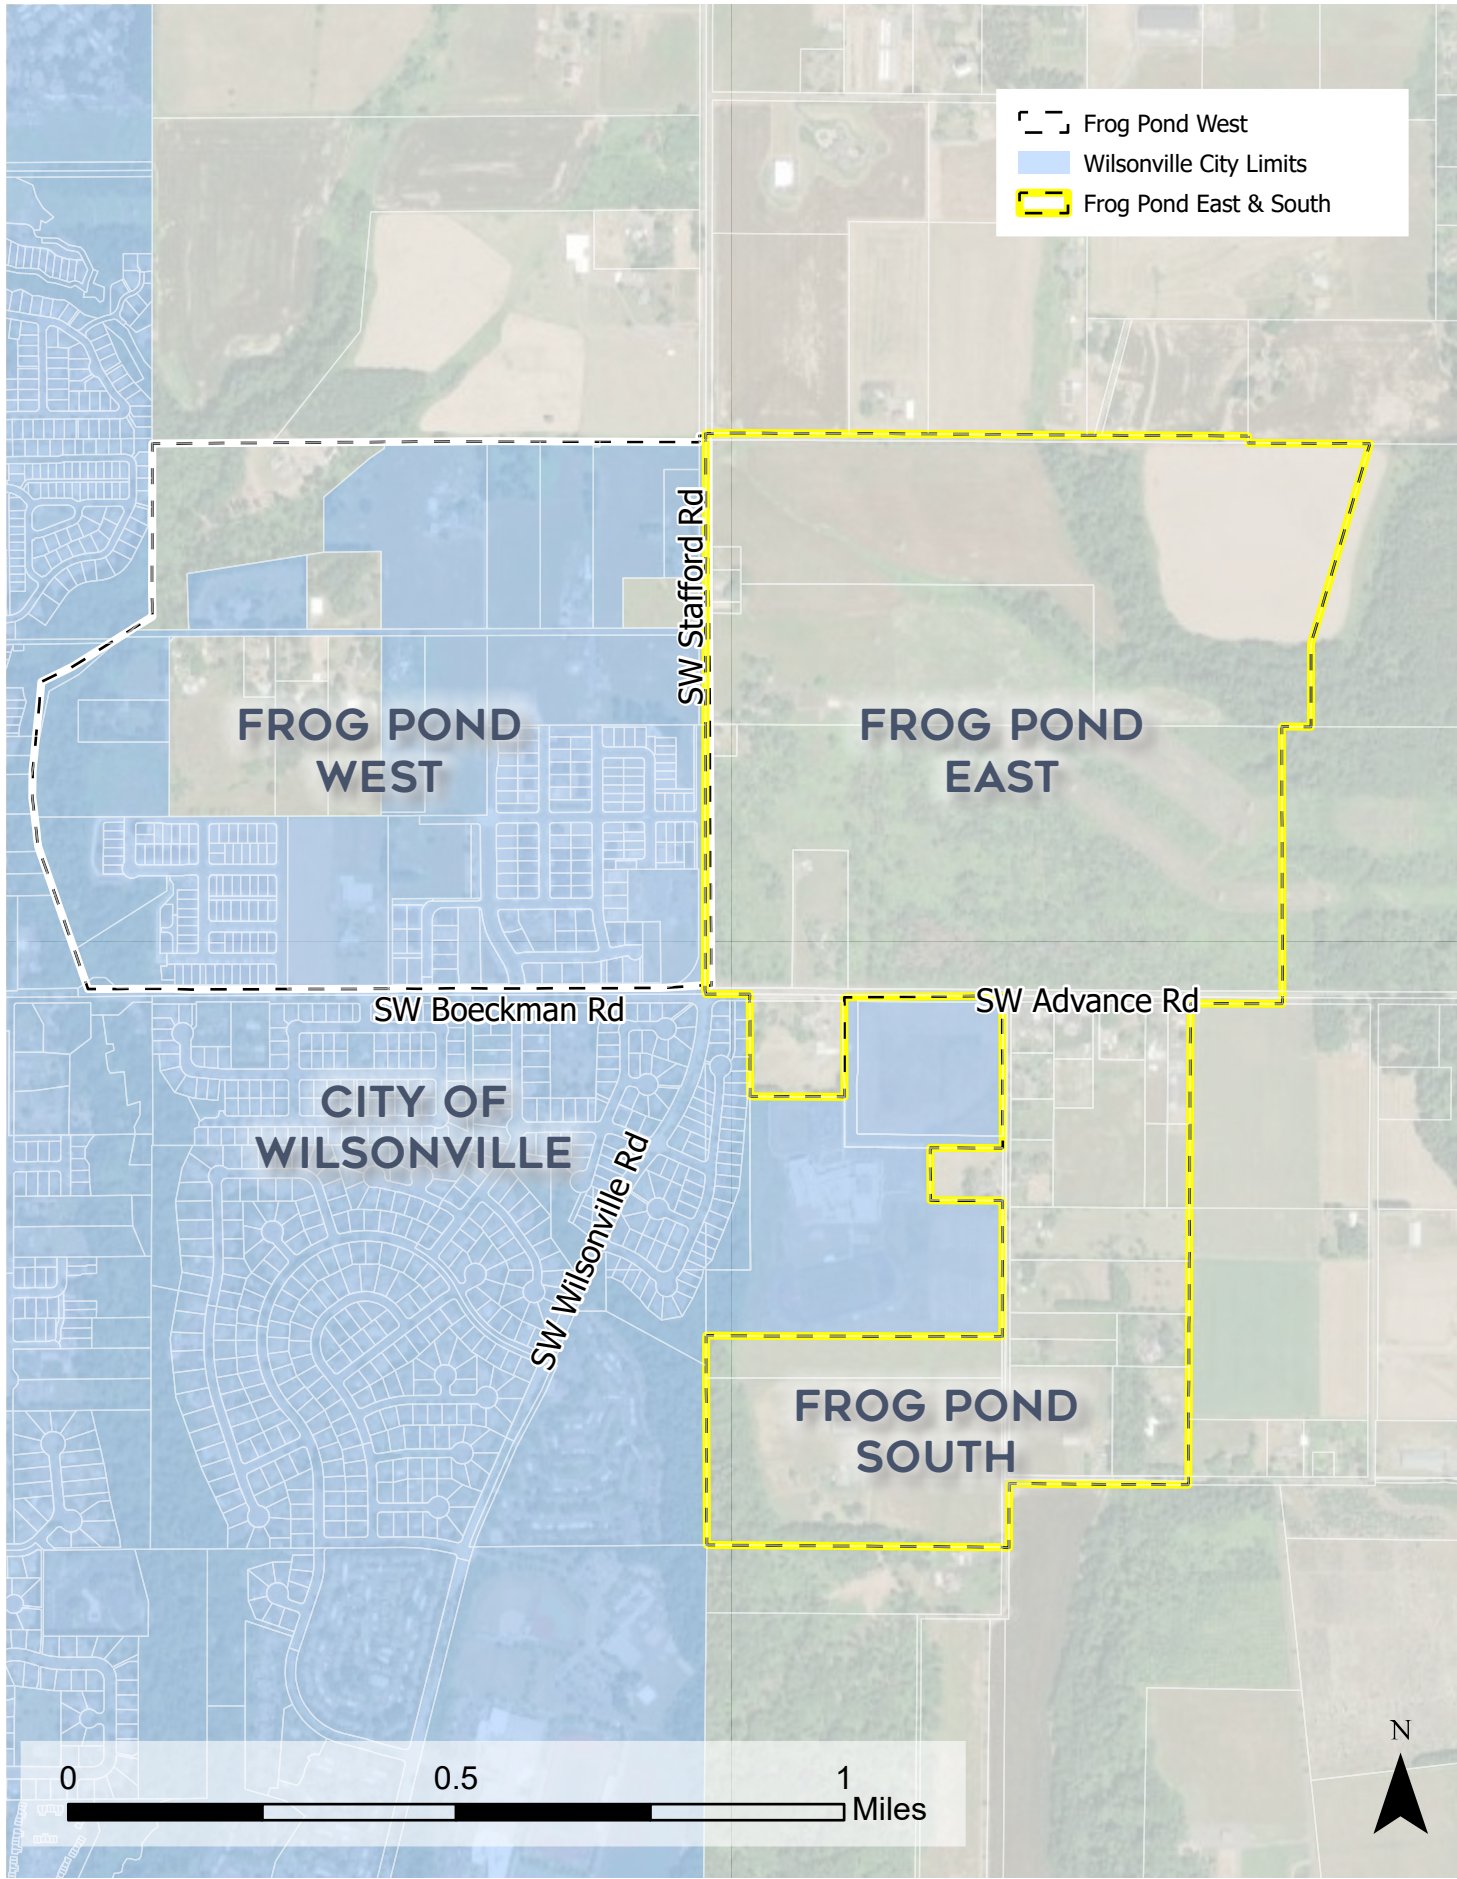 Frog Pond West
Wilsonville City Limits
Frog Pond East & South
SW Stafford Rd
FROG POND
WEST
FROG POND
EAST
SW Boeckman Rd
SW Advance Rd
CITY OF
WILSONVILLE
SW Wilsonville Rd
FROG POND
SOUTH
N
0 0.5 1
Miles